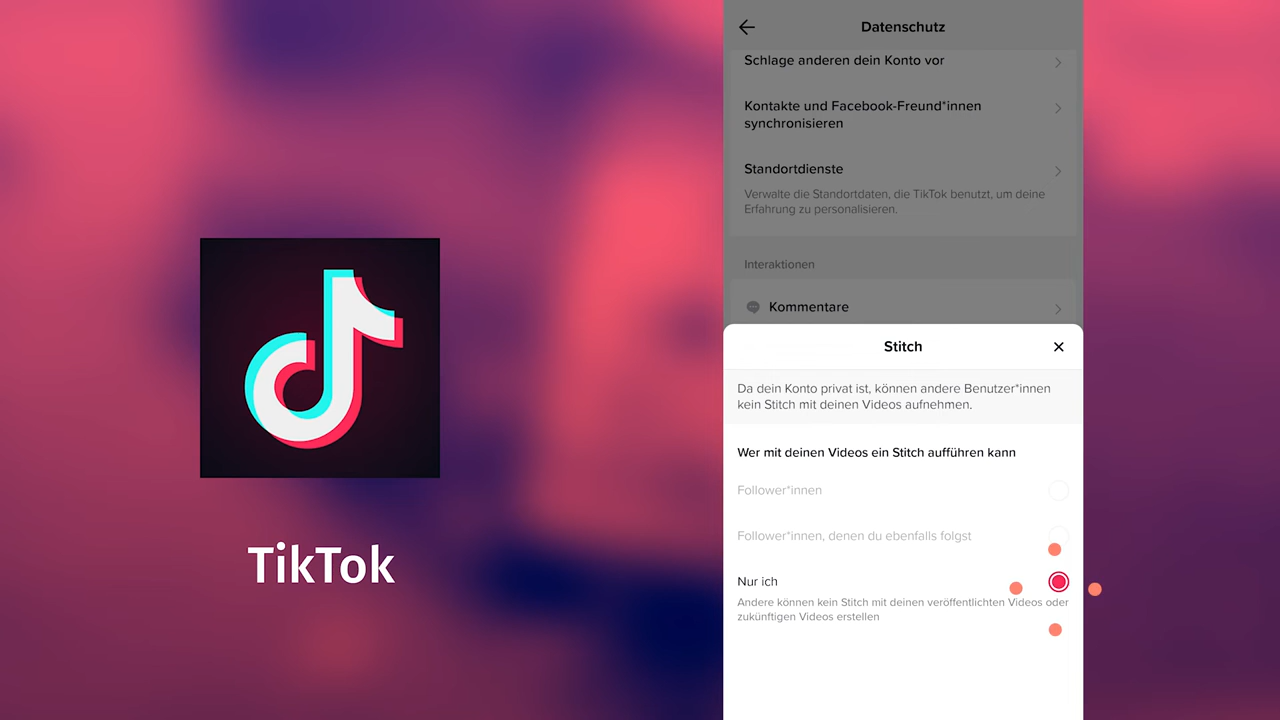 TikTok
Datenschutz
Schlage anderen dein Konto vor
Kontakte und Facebook-Freund*innen
synchronisieren
Standortdienste
Verwalte die Standortdaten, die TikTok benutzt, um deine
Erfahrung zu personalisieren.
Interaktionen
Kommentare
Stitch
Da dein Konto privat ist, können andere Benutzer*innen
kein Stitch mit deinen Videos aufnehmen.
Wer mit deinen Videos ein Stitch aufführen kann
Follower*innen
Follower*innen, denen du ebenfalls folgst
Nur ich
Andere können kein Stitch mit deinen veröffentlichten Videos oder
zukünftigen Videos erstellen